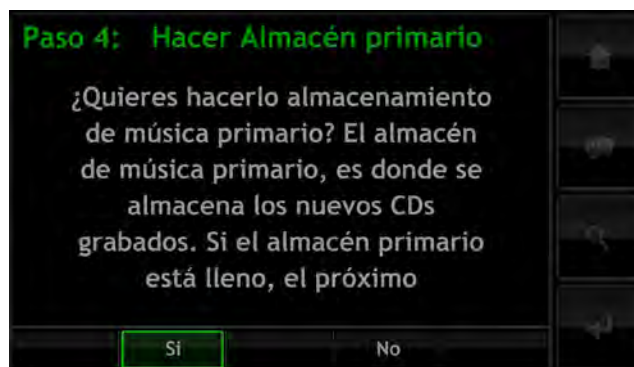 Paso 4: Hacer Almacén primario
¿Quieres hacerlo almacenamiento
de música primario? El almacén
de música primario, es donde se
almacena los nuevos CDs
grabados. Si el almacén primario
está lleno, el próximo
Si No